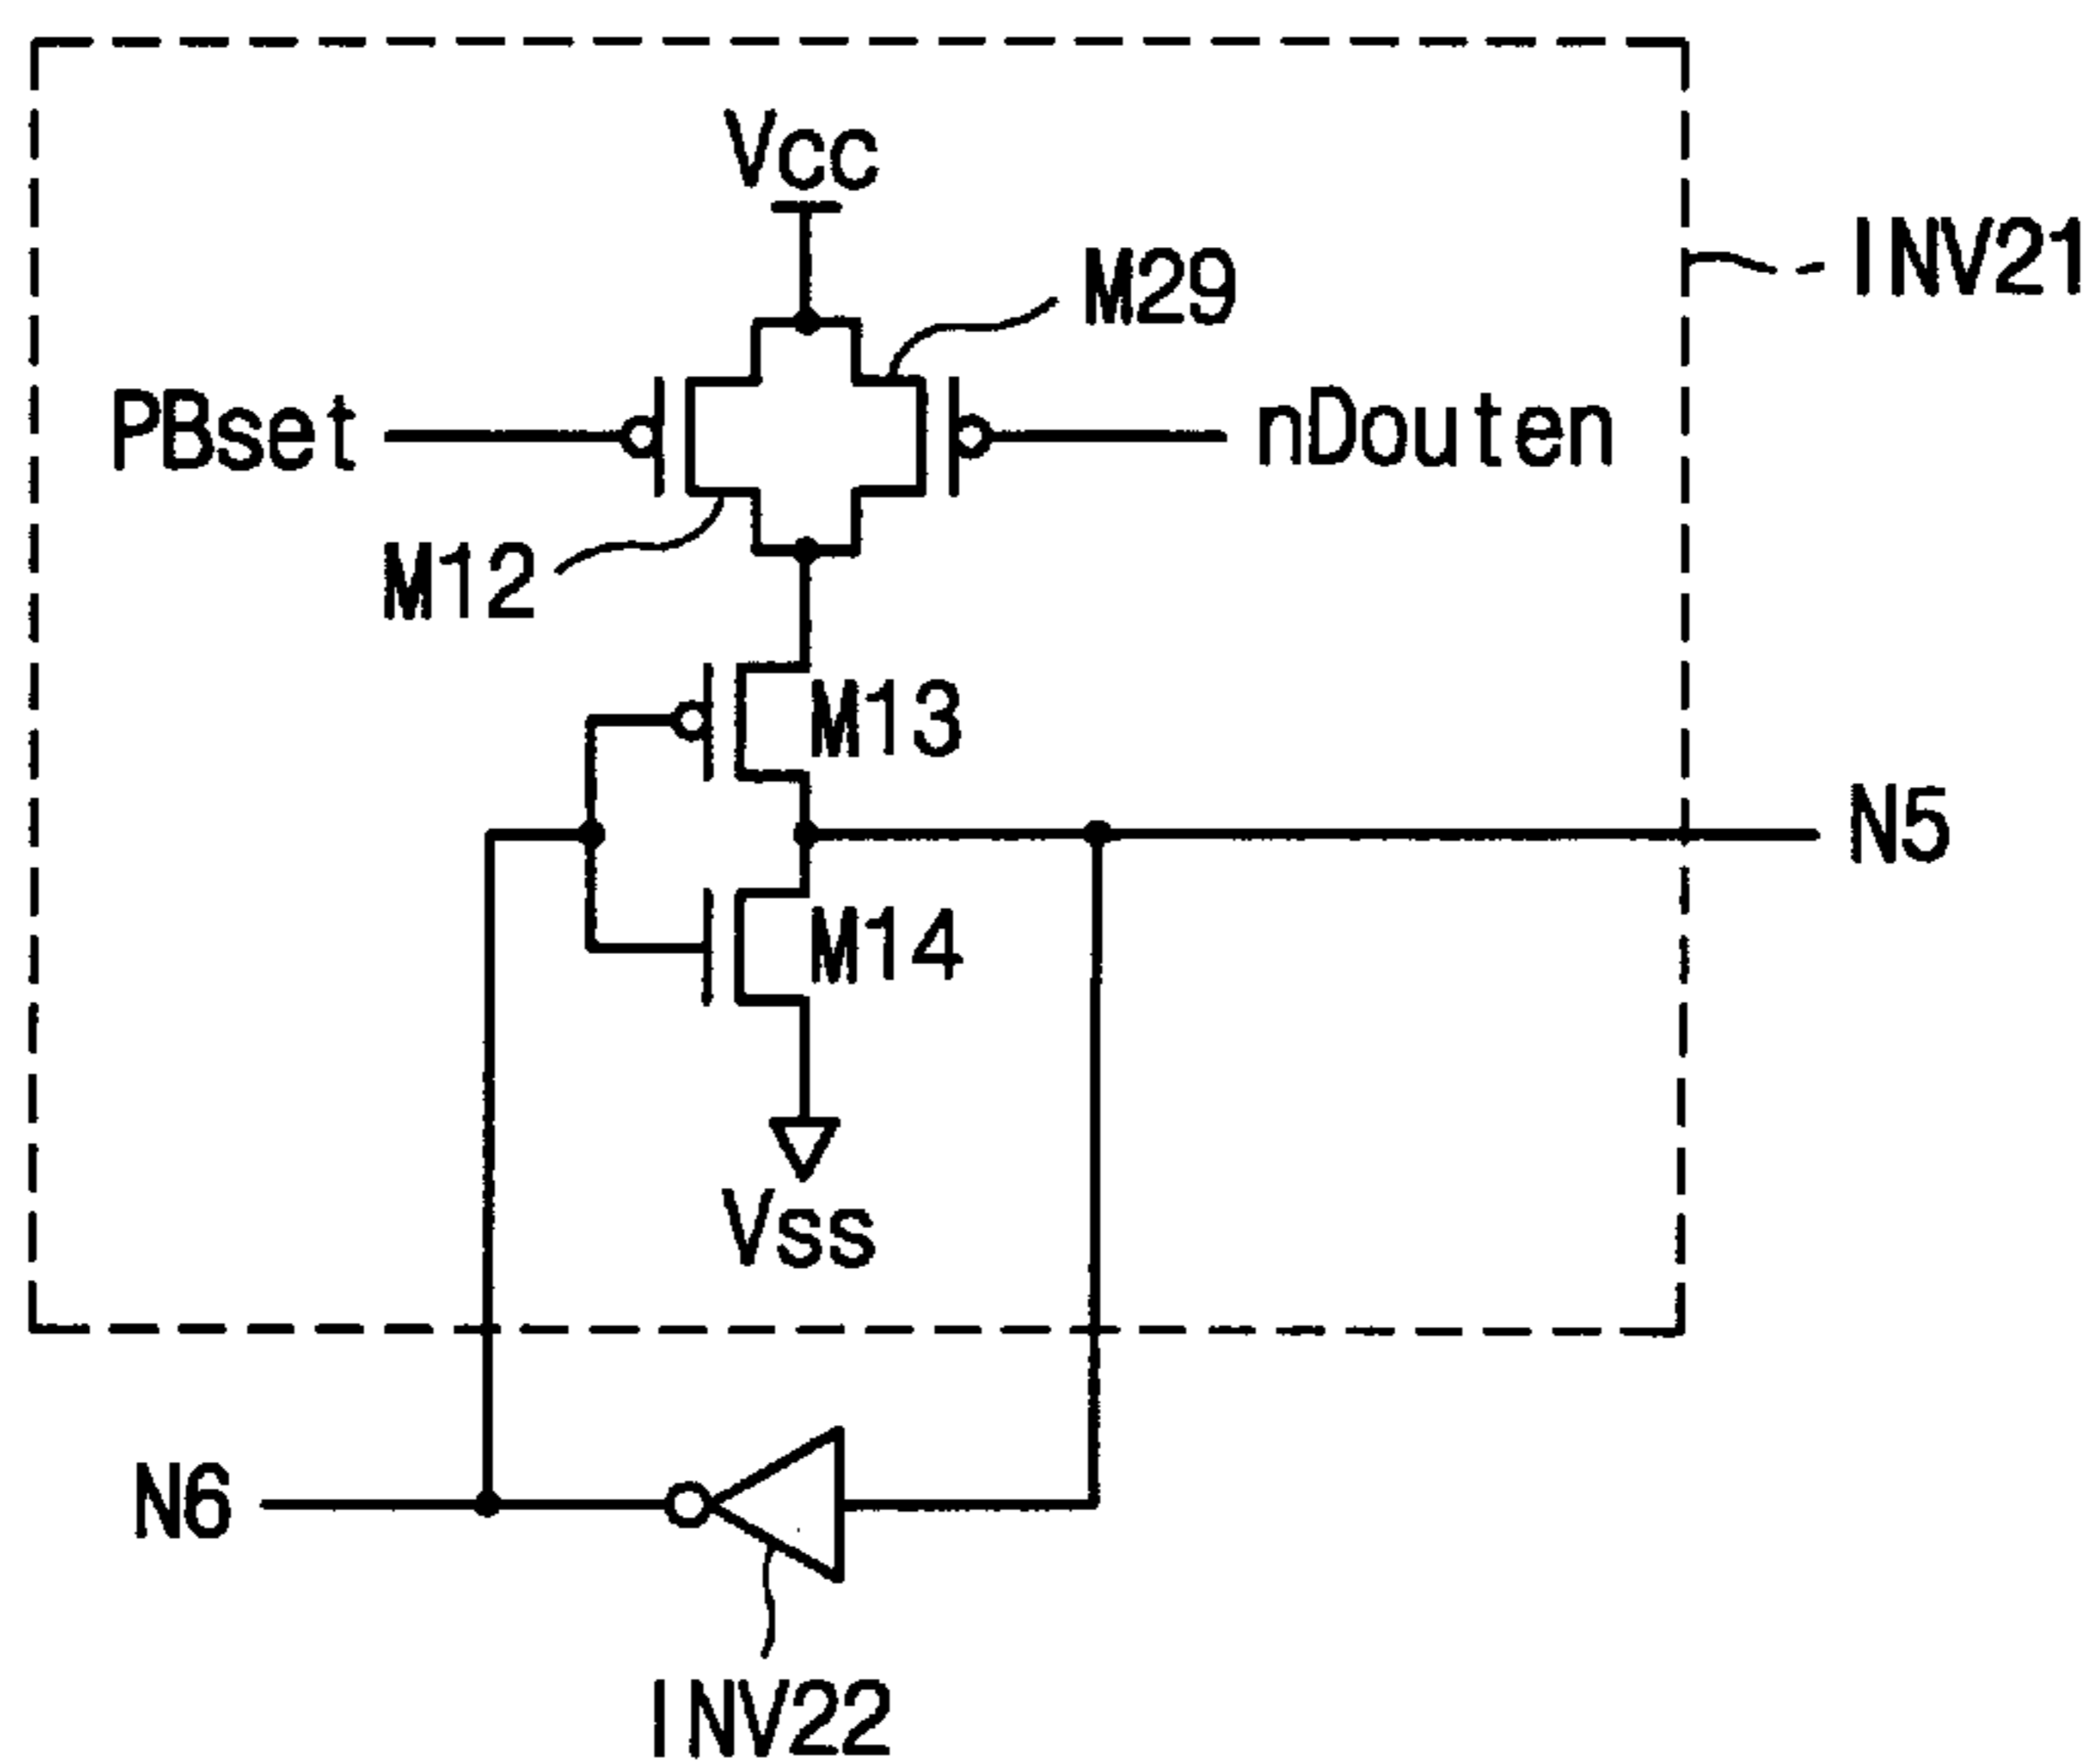 Vcc
M29
INV21
PBset
nDouten
M12
M13
N5
M14
Vss
N6
INV22